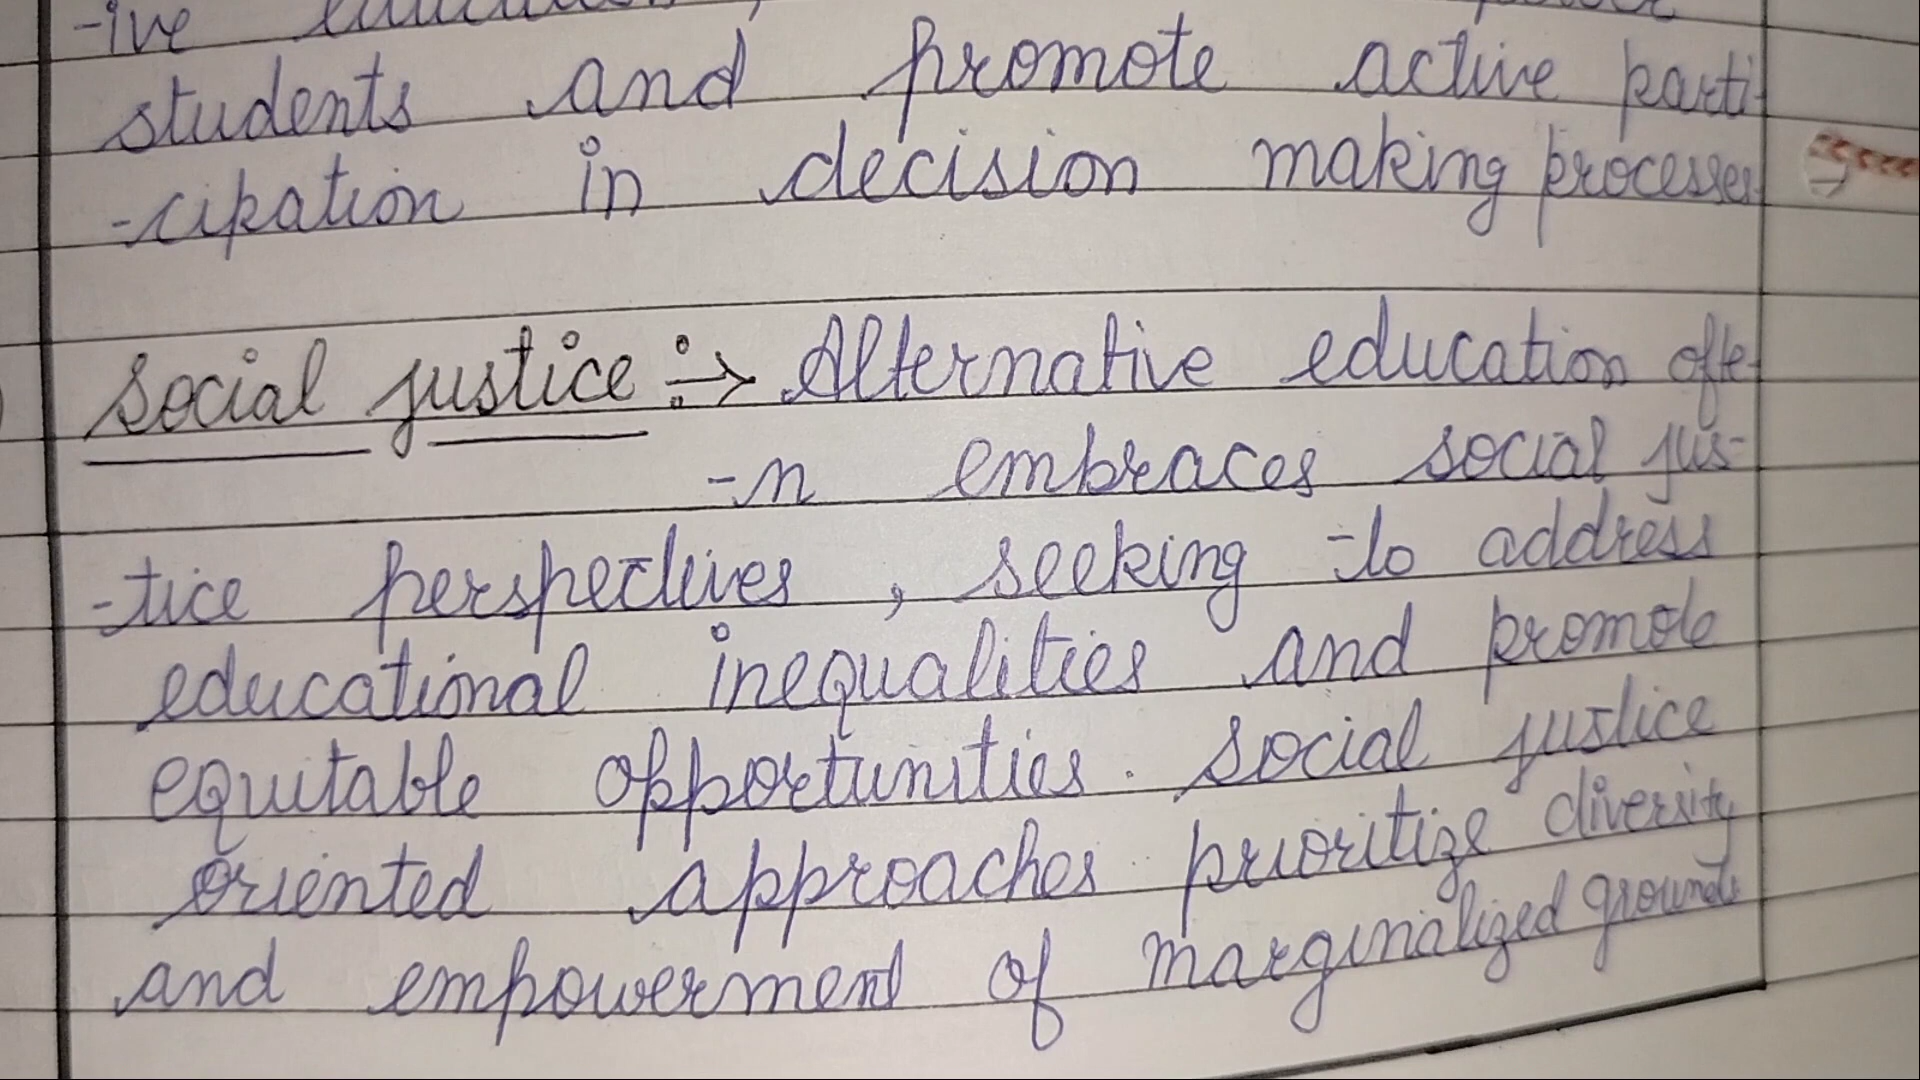 -ive
students and promote active parti-
-cipation in decision making processes
Social justice :-> Alternative education ofte-
-n embraces social jus-
-tice perspectives , seeking to address
educational inequalities and promote
equitable opportunities. Social justice
oriented approaches prioritize diversity
and empowerment of marginalized